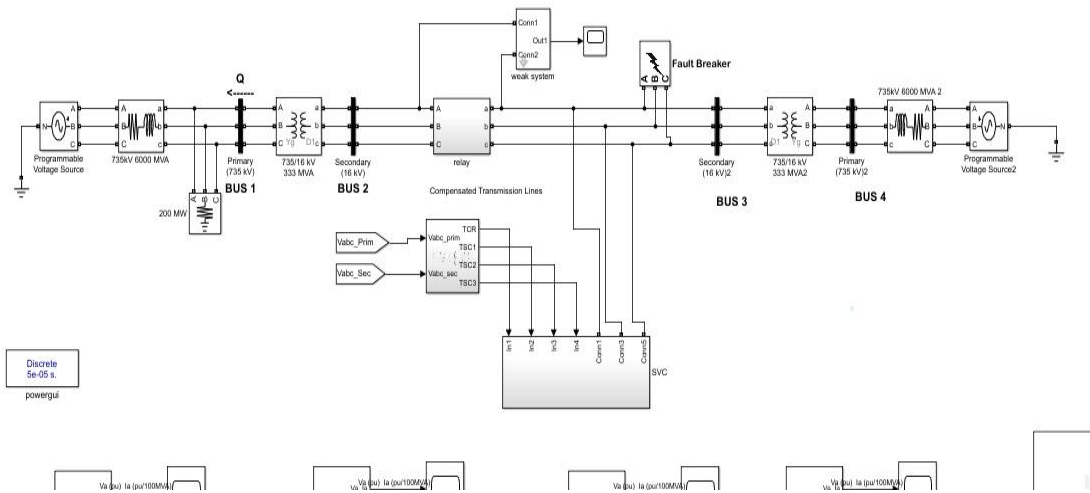 Conn1
Out1
Conn2
weak system
A B C
Fault Breaker
Q
<------
N
A
B
C
Programmable
Voltage Source
A
B
C
a
b
c
735kV 6000 MVA
Primary
(735 kV)
BUS 1
A
B
C
Yg
D1
a
b
c
735/16 kV
333 MVA
Secondary
(16 kV)
BUS 2
A
B
C
a
b
c
relay
Compensated Transmission Lines
Secondary
(16 kV)2
BUS 3
D1
Yg
a
b
c
A
B
C
735/16 kV
333 MVA2
Primary
(735 kV)2
BUS 4
735kV 6000 MVA 2
a
b
c
A
B
C
A
B
C
N
Programmable
Voltage Source2
A B C
200 MW
Vabc_Prim
Vabc_Sec
Vabc_prim
Vabc_sec
TCR
TSC1
TSC2
TSC3
In1
In2
In3
In4
Conn1
Conn3
Conn5
SVC
Discrete
5e-05 s.
powergui
Va (pu) Ia (pu/100MVA)
Va (pu) Ia (pu/100MVA)
Va (pu) Ia (pu/100MVA)
Va (pu) Ia (pu/100MVA)